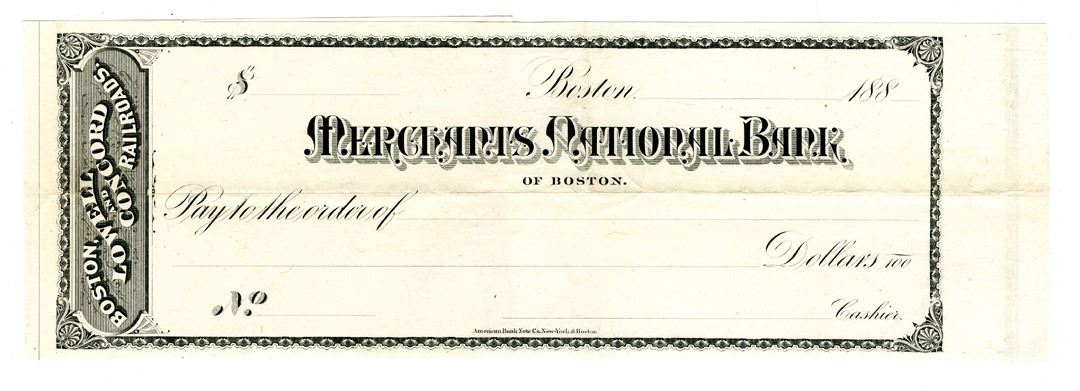 BOSTON, LOWELL AND CONCORD RAILROADS.
$ Boston, 188
MERCHANTS NATIONAL BANK
OF BOSTON.
Pay to the order of
Dollars 100
No
Cashier.
American Bank Note Co. New-York & Boston